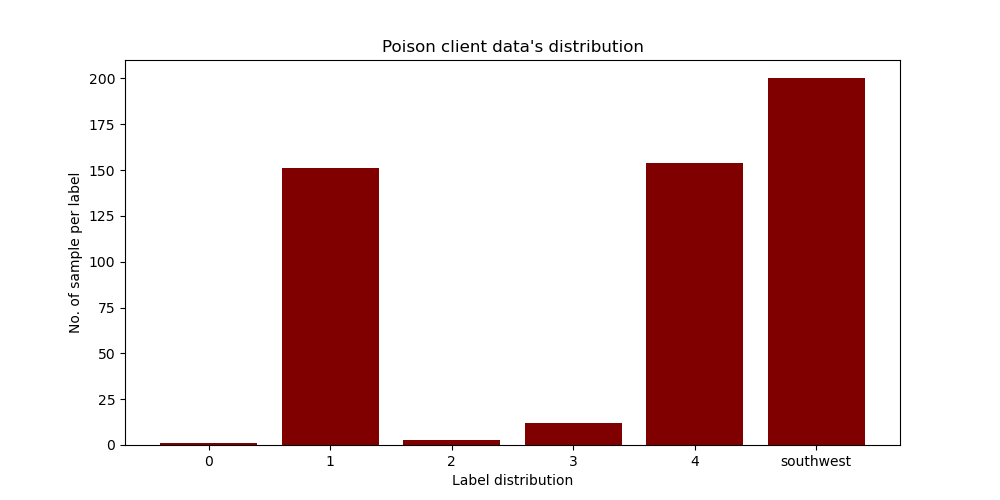 Poison client data's distribution
No. of sample per label
200
175
150
125
100
75
50
25
0
0 1 2 3 4 southwest
Label distribution